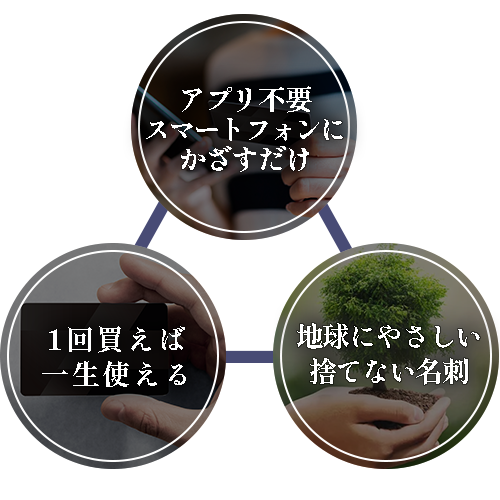 アプリ不要
スマートフォンに
かざすだけ
1回買えば
一生使える
地球にやさしい
捨てない名刺